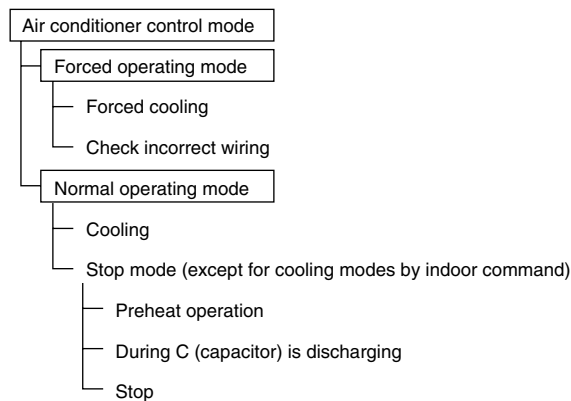 Air conditioner control mode
Forced operating mode
Forced cooling
Check incorrect wiring
Normal operating mode
Cooling
Stop mode (except for cooling modes by indoor command)
Preheat operation
During C (capacitor) is discharging
Stop